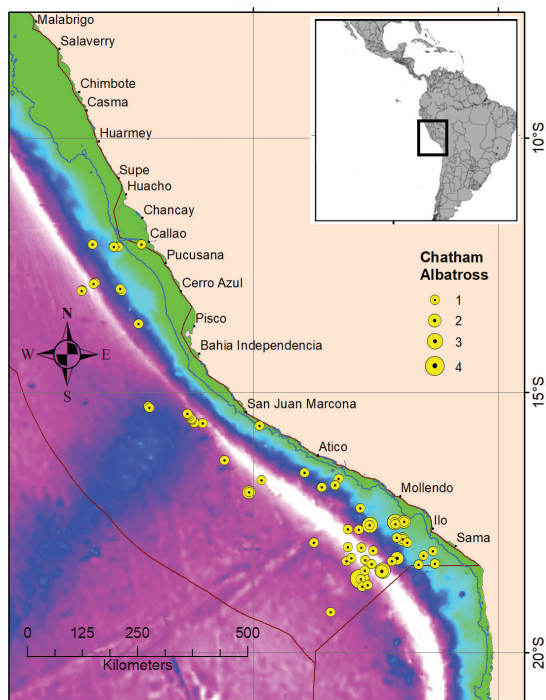 Malabrigo
Salaverry
Chimbote
Casma
Huarmey
10°S
Supe
Huacho
Chancay
Callao
Pucusana
Chatham
Albatross
Cerro Azul
1
2
3
4
N
W E
S
Pisco
Bahia Independencia
15°S
San Juan Marcona
Atico
Mollendo
Ilo
Sama
0 125 250 500
Kilometers
20°S